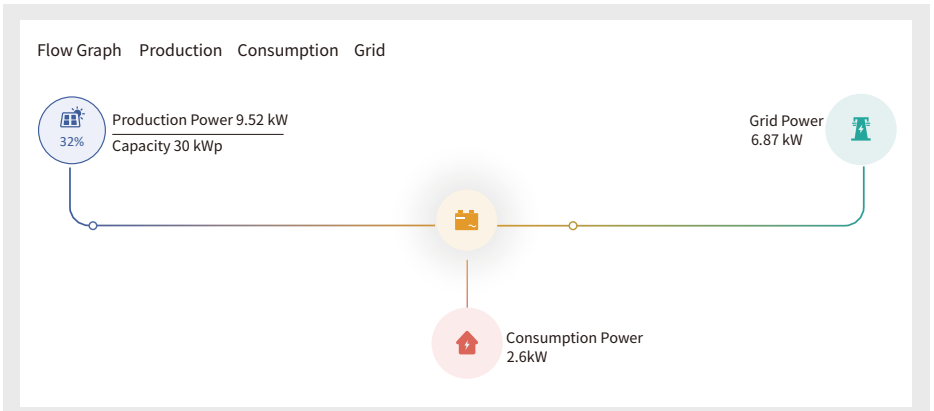 Flow Graph Production Consumption Grid
32%
Production Power 9.52 kW
Capacity 30 kWp
Grid Power
6.87 kW
Consumption Power
2.6kW